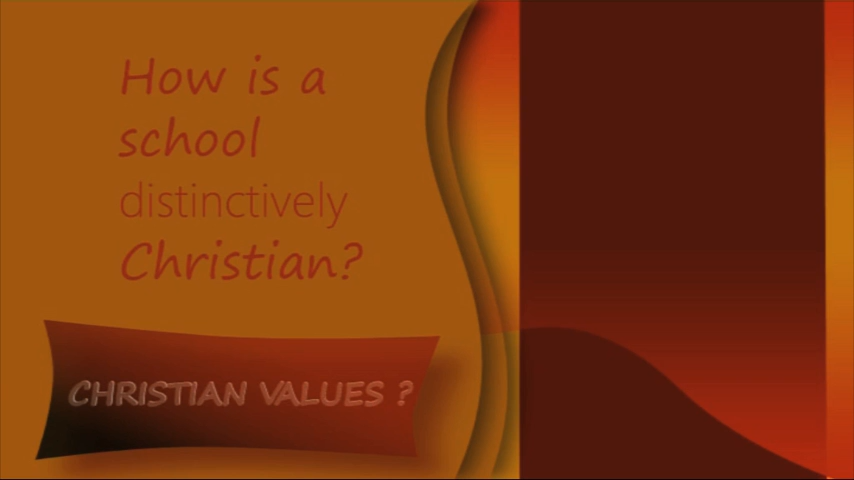 How is a
school
distinctively
Christian?
CHRISTIAN VALUES ?